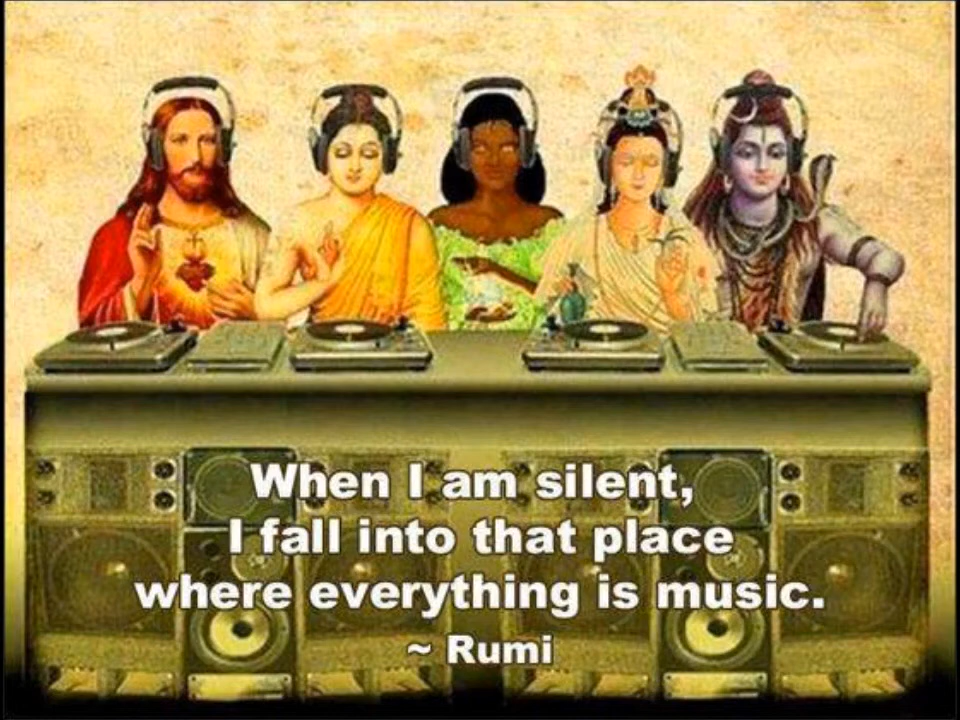 When I am silent,
I fall into that place
where everything is music.
~ Rumi